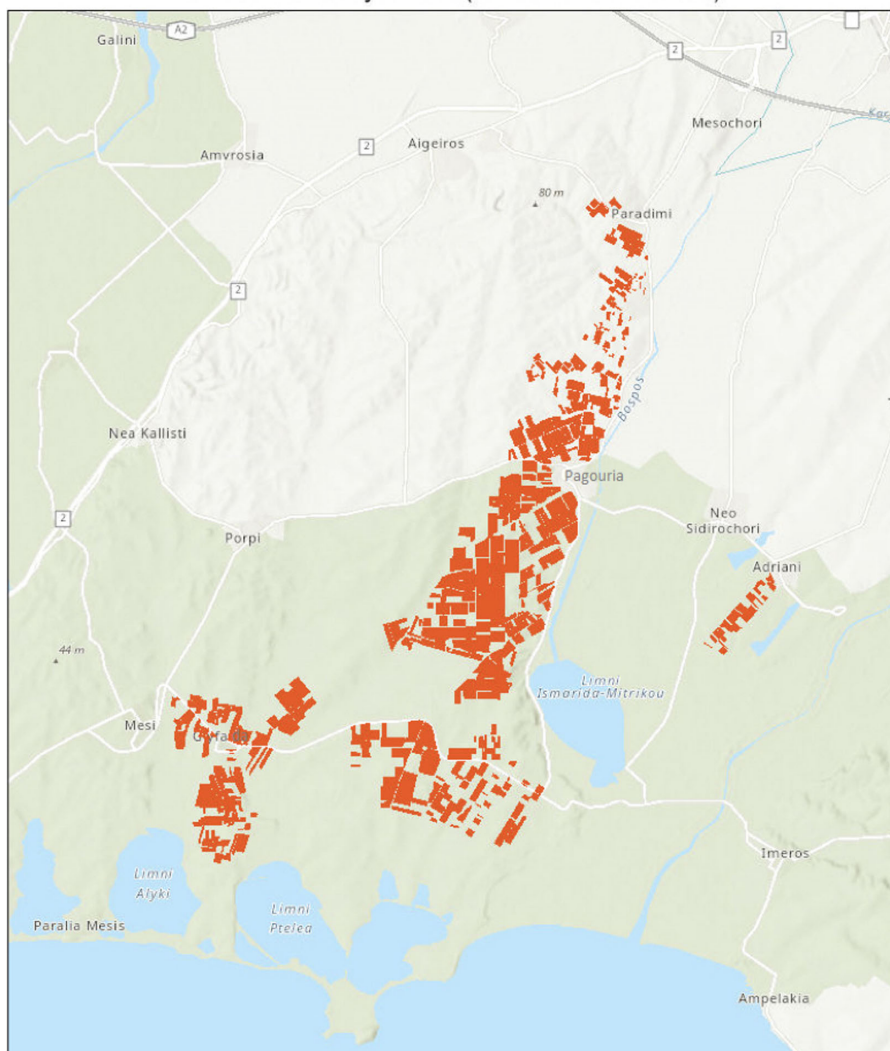 A2
Galini
2
2
Mesochori
2
Aigeiros
Amvrosia
80 m
Paradimi
2
Bospos
Nea Kallisti
Pagouria
2
Neo
Sidirochori
Porpi
Adriani
44 m
Limni
Ismarida-Mitrikou
Mesi
Imeros
Limni
Alyki
Limni
Ptelea
Paralia Mesis
Ampelakia